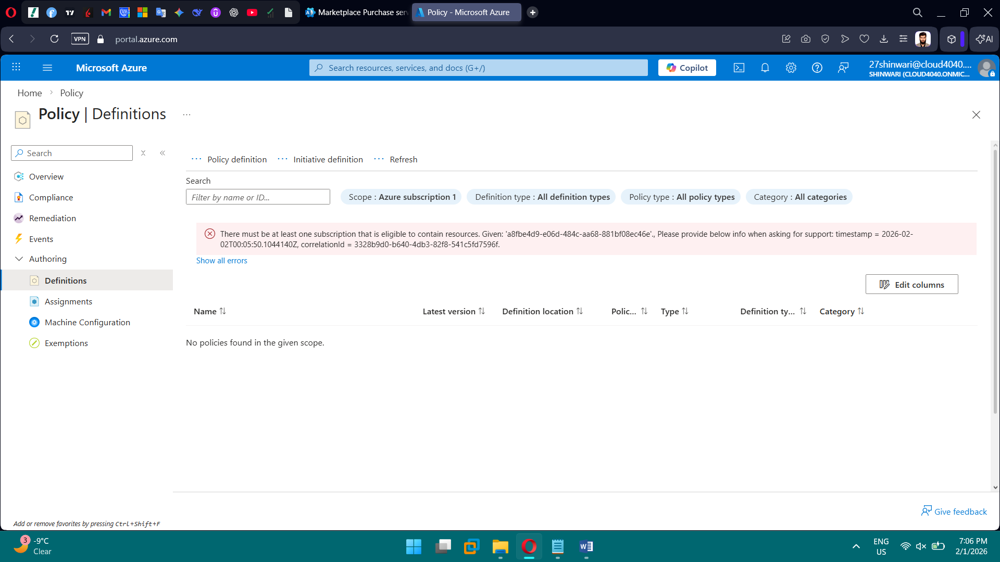 Marketplace Purchase ser
Policy - Microsoft Azure
VPN
portal.azure.com
AI
Microsoft Azure
Search resources, services, and docs (G+/)
Copilot
27shinwari@cloud4040....
SHINWARI (CLOUD4040.ONMIC...
Home > Policy
Policy | Definitions ...
Search
Overview
Compliance
Remediation
Events
Authoring
Definitions
Assignments
Machine Configuration
Exemptions
Add or remove favorites by pressing Ctrl+Shift+F
Policy definition
Initiative definition
Refresh
Search
Filter by name or ID...
Scope : Azure subscription 1
Definition type : All definition types
Policy type : All policy types
Category : All categories
There must be at least one subscription that is eligible to contain resources. Given: 'a8fbe4d9-e06d-484c-aa68-881bf08ec46e'., Please provide below info when asking for support: timestamp = 2026-02-
02T00:05:50.1044140Z, correlationId = 3328b9d0-b640-4db3-82f8-541c5fd7596f.
Show all errors
Edit columns
Name
Latest version
Definition location
Polic...
Type
Definition ty...
Category
No policies found in the given scope.
Give feedback
3
-9°C
Clear
ENG
US
7:06 PM
2/1/2026